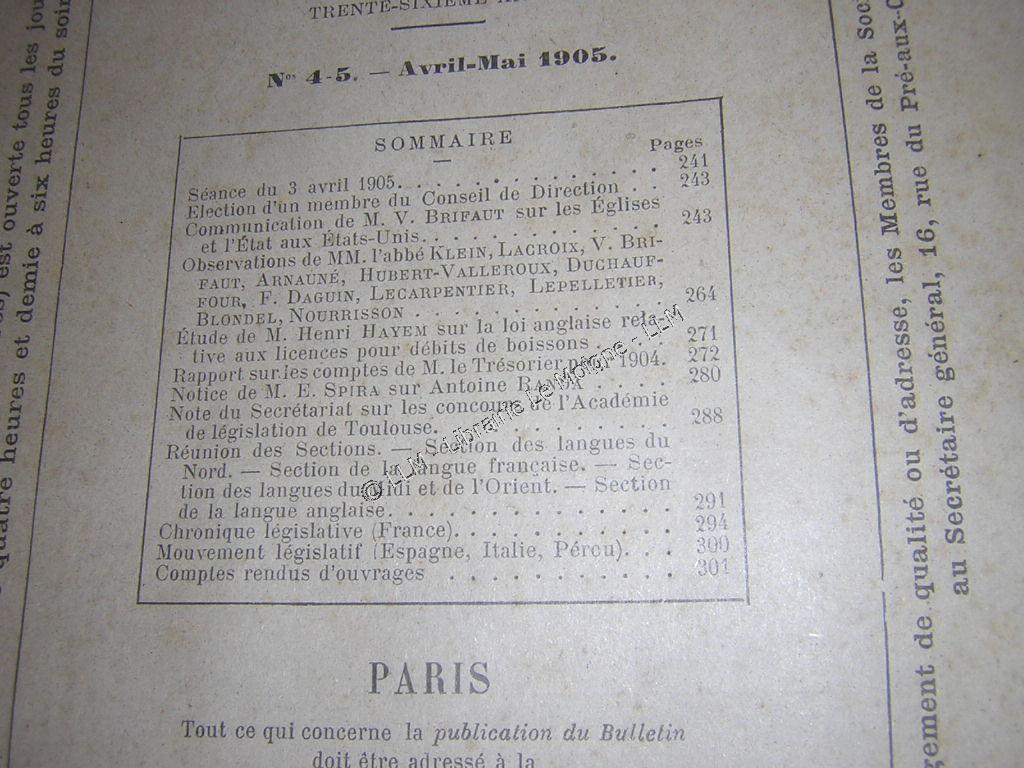 TRENTE-SIXIÈME
Nos 4-5. — Avril-Mai 1905.
SOMMAIRE
Pages
Séance du 3 avril 1905. . . . . . . . . . . . . . 241
Election d'un membre du Conseil de Direction . . 243
Communication de M. V. BRIFAUT sur les Églises
et l'État aux États-Unis. . . . . . . . . . . . 243
Observations de MM. l'abbé KLEIN, LACROIX, V. BRI-
FAUT, ARNAUNÉ, HUBERT-VALLEROUX, DUCHAUF-
FOUR, F. DAGUIN, LECARPENTIER, LEPELLETIER,
BLONDEL, NOURRISSON . . . . . . . . . . . . 264
Étude de M. Henri HAYEM sur la loi anglaise rela-
tive aux licences pour débits de boissons . . . . 271
Rapport sur les comptes de M. le Trésorier pour 1904. 272
Notice de M. E. SPIRA sur Antoine . . . . 280
Note du Secrétariat sur les concours de l'Académie
de législation de Toulouse. . . . . . . . . . . 288
Réunion des Sections. — Section des langues du
Nord. — Section de la langue française. — Sec-
tion des langues du Midi et de l'Orient. — Section
de la langue anglaise. . . . . . . . . . . . . . 291
Chronique législative (France). . . . . . . . . . 294
Mouvement législatif (Espagne, Italie, Pérou). . . 300
Comptes rendus d'ouvrages . . . . . . . . . . . 301
PARIS
Tout ce qui concerne la publication du Bulletin
doit être adressé à la
est ouverte tous les
quatre heures et demie à six heures du soir
gement de qualité ou d'adresse, les Membres de la
au Secrétaire général, 16, rue du Pré-aux-
© LLM - Librairie Le Moigne - LLM